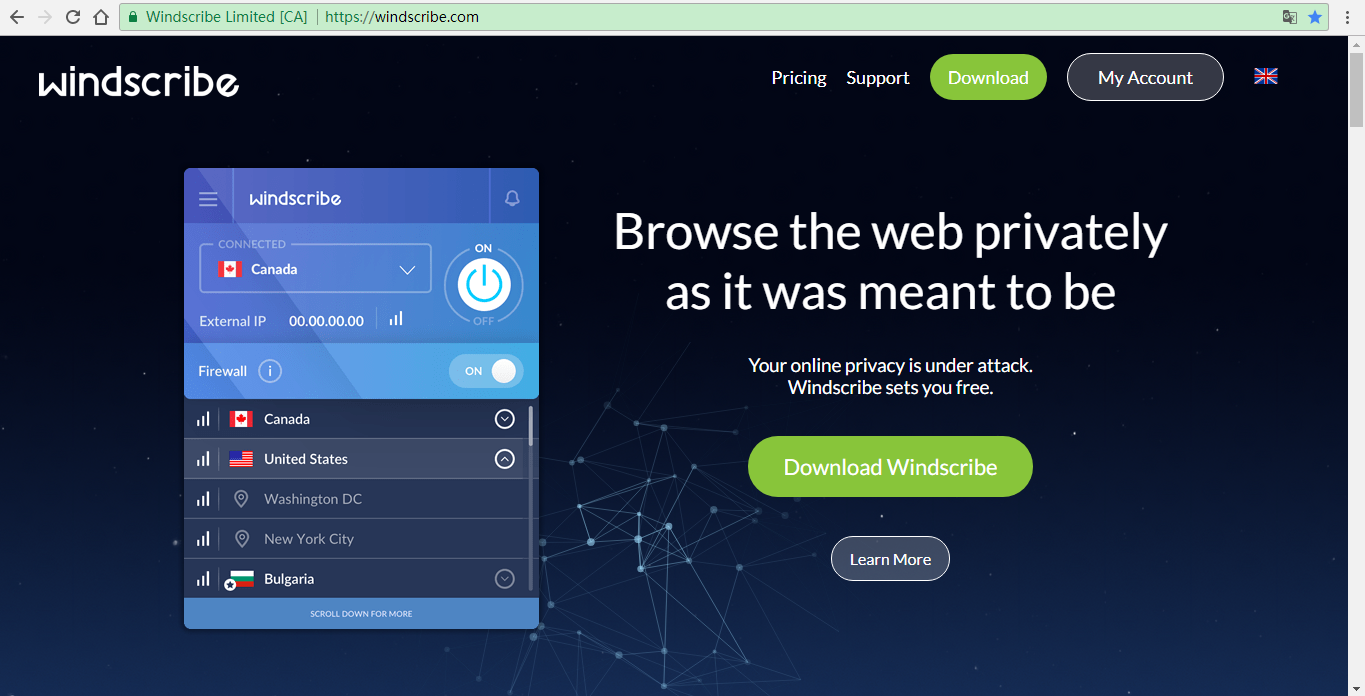 Windscribe Limited [CA] | https://windscribe.com
windscribe
Pricing
Support
Download
My Account
windscribe
CONNECTED
Canada
ON
OFF
External IP 00.00.00.00
Firewall i
ON
Canada
United States
Washington DC
New York City
Bulgaria
SCROLL DOWN FOR MORE
Browse the web privately
as it was meant to be
Your online privacy is under attack.
Windscribe sets you free.
Download Windscribe
Learn More